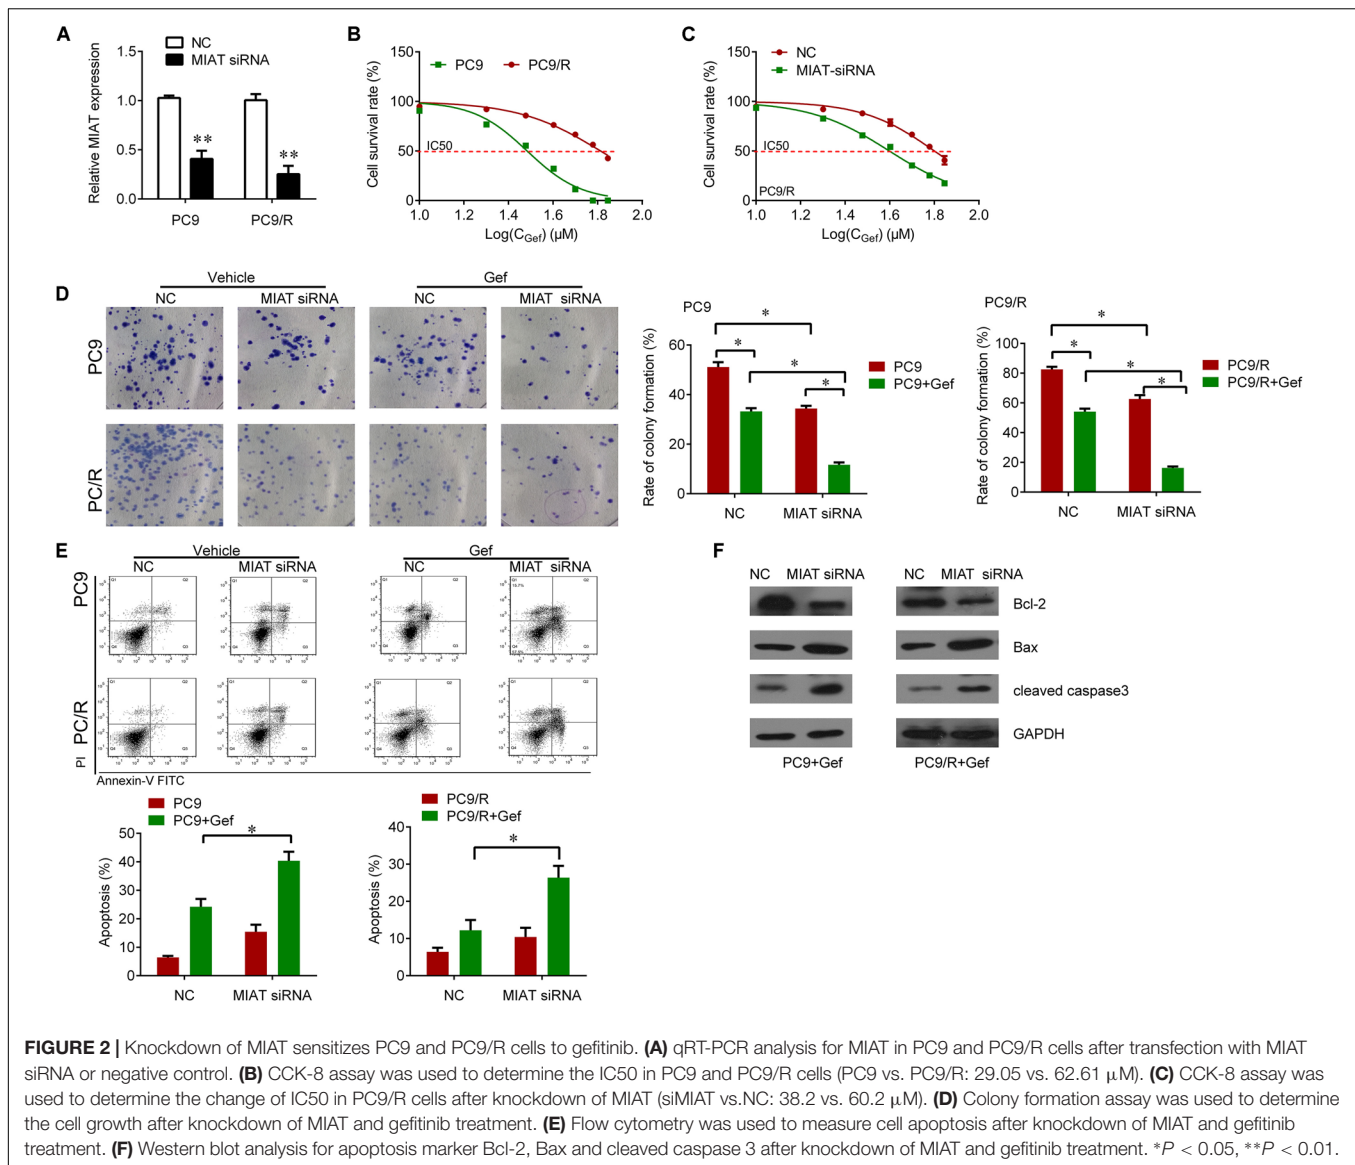 A
NC
MIAT siRNA
Relative MIAT expression
1.5
1.0
0.5
0.0
**
**
PC9
PC9/R
B
PC9
PC9/R
Cell survival rate (%)
150
100
50
0
IC50
1.0
1.2
1.4
1.6
1.8
2.0
Log(CGef) (μM)
C
NC
MIAT-siRNA
Cell survival rate (%)
150
100
50
0
IC50
PC9/R
1.0
1.2
1.4
1.6
1.8
2.0
Log(CGef) (μM)
D
Vehicle
Gef
NC
MIAT siRNA
NC
MIAT siRNA
PC9
PC/R
PC9
Rate of colony formation (%)
60
40
20
0
*
*
*
*
PC9
PC9+Gef
NC
MIAT siRNA
PC9/R
Rate of colony formation (%)
100
80
60
40
20
0
*
*
*
*
PC9/R
PC9/R+Gef
NC
MIAT siRNA
E
Vehicle
Gef
NC
MIAT siRNA
NC
MIAT siRNA
PC9
PC/R
PI
Annexin-V FITC
PC9
PC9+Gef
Apoptosis (%)
50
40
30
20
10
0
*
NC
MIAT siRNA
PC9/R
PC9/R+Gef
Apoptosis (%)
40
30
20
10
0
*
NC
MIAT siRNA
F
NC
MIAT siRNA
NC
MIAT siRNA
Bcl-2
Bax
cleaved caspase3
GAPDH
PC9+Gef
PC9/R+Gef
FIGURE 2 | Knockdown of MIAT sensitizes PC9 and PC9/R cells to gefitinib. (A) qRT-PCR analysis for MIAT in PC9 and PC9/R cells after transfection with MIAT
siRNA or negative control. (B) CCK-8 assay was used to determine the IC50 in PC9 and PC9/R cells (PC9 vs. PC9/R: 29.05 vs. 62.61 μM). (C) CCK-8 assay was
used to determine the change of IC50 in PC9/R cells after knockdown of MIAT (siMIAT vs.NC: 38.2 vs. 60.2 μM). (D) Colony formation assay was used to determine
the cell growth after knockdown of MIAT and gefitinib treatment. (E) Flow cytometry was used to measure cell apoptosis after knockdown of MIAT and gefitinib
treatment. (F) Western blot analysis for apoptosis marker Bcl-2, Bax and cleaved caspase 3 after knockdown of MIAT and gefitinib treatment. *P < 0.05, **P < 0.01.